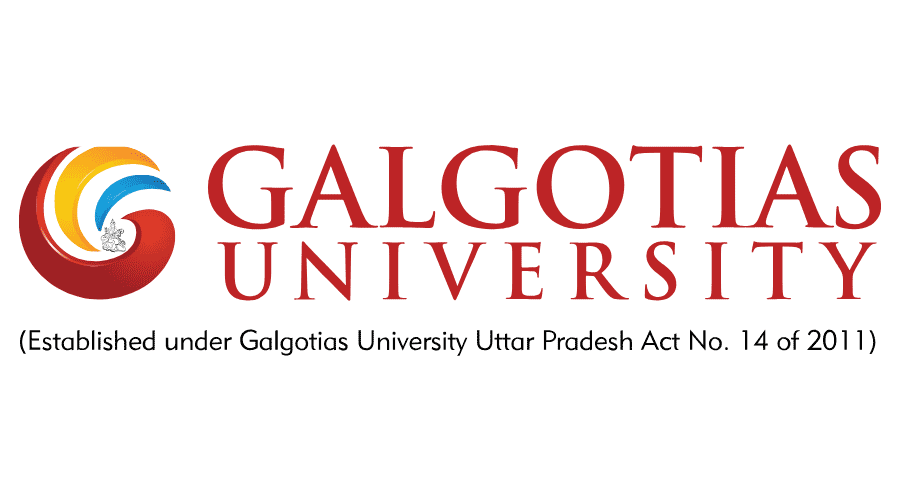 GALGOTIAS
UNIVERSITY
(Established under Galgotias University Uttar Pradesh Act No. 14 of 2011)